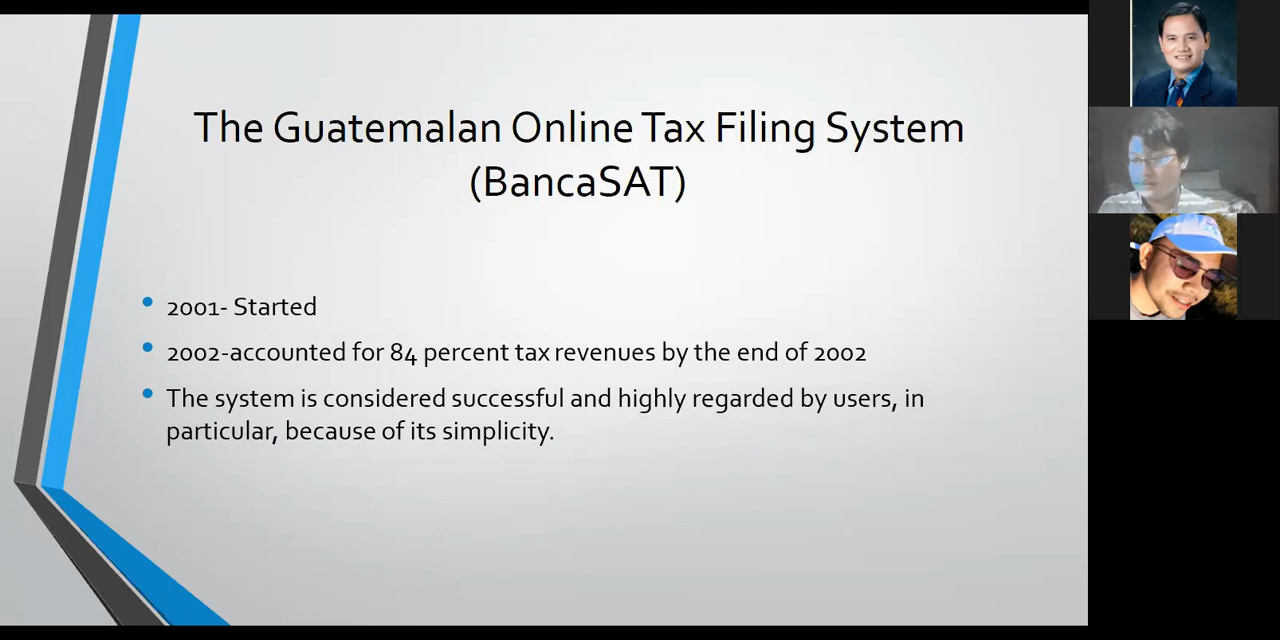 The Guatemalan Online Tax Filing System
(BancaSAT)
• 2001- Started
• 2002-accounted for 84 percent tax revenues by the end of 2002
• The system is considered successful and highly regarded by users, in
particular, because of its simplicity.